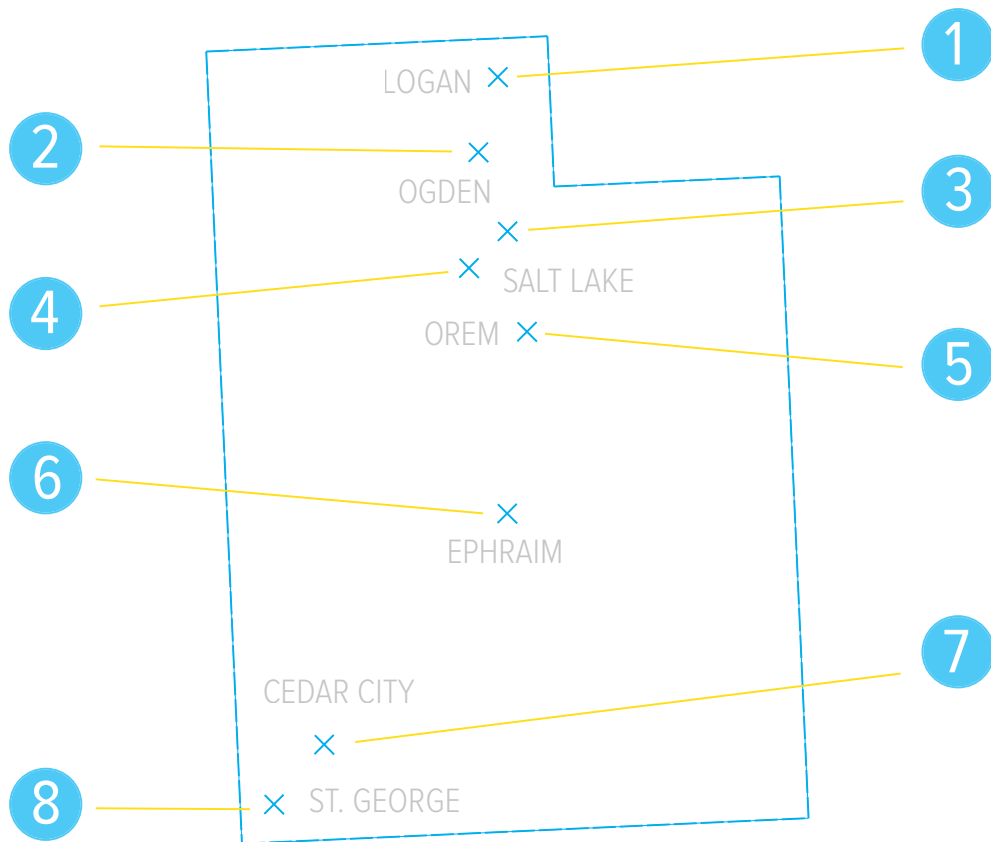 1
LOGAN
2
OGDEN
3
4
SALT LAKE
OREM
5
6
EPHRAIM
7
CEDAR CITY
8
ST. GEORGE